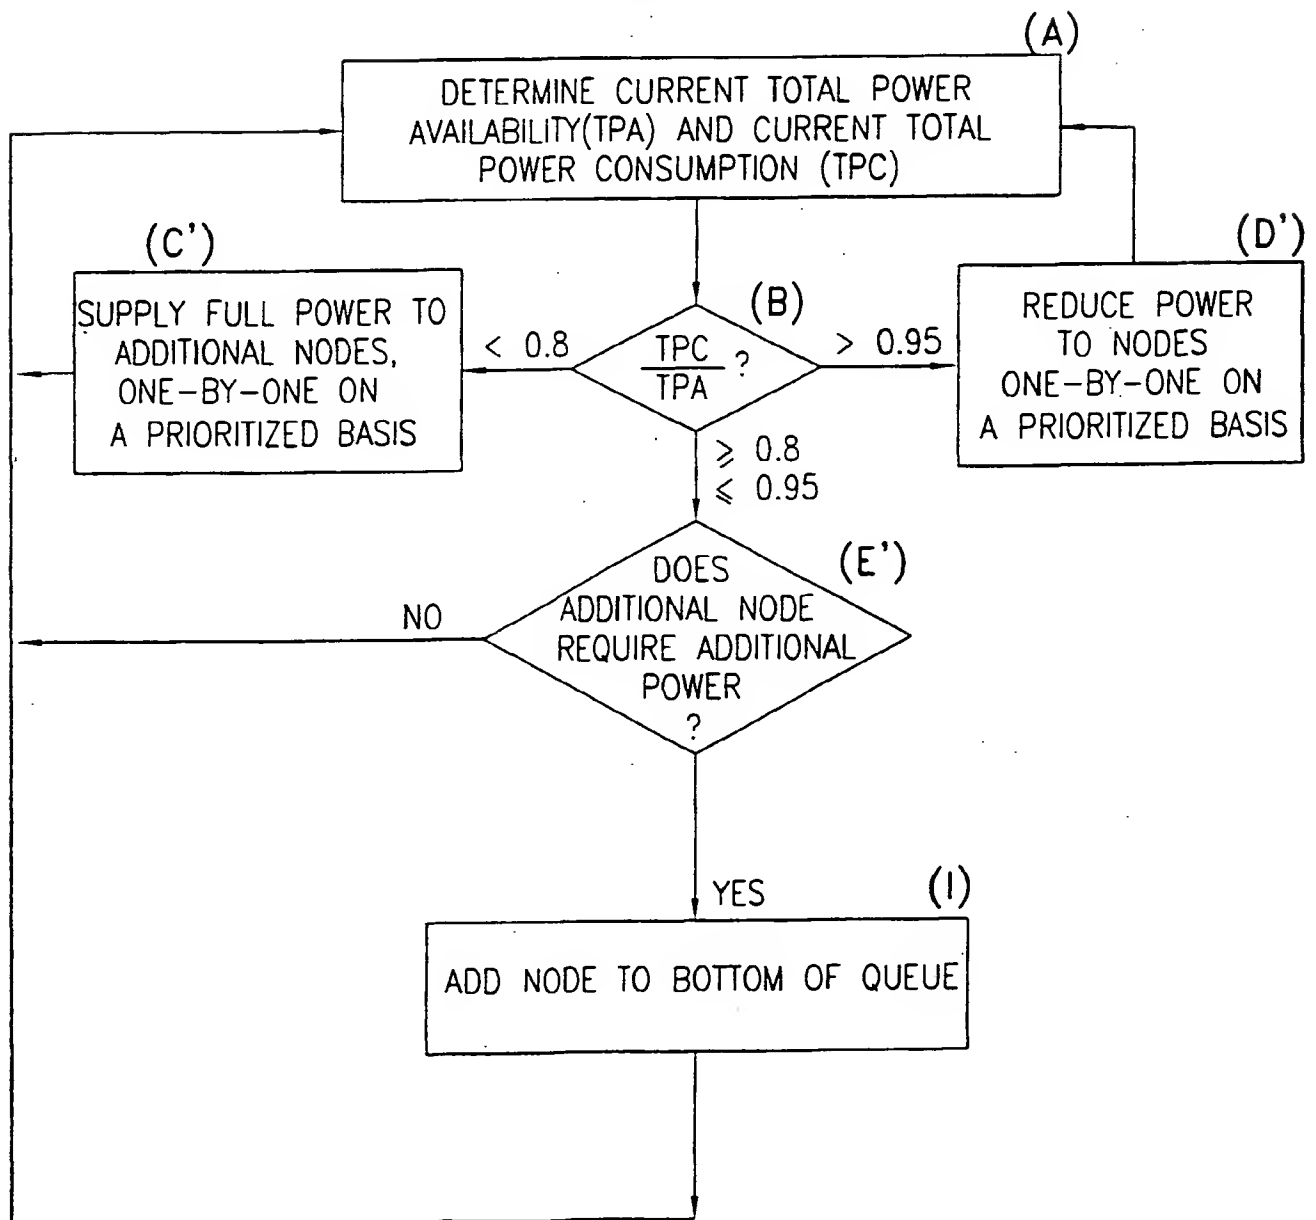 (A)
DETERMINE CURRENT TOTAL POWER
AVAILABILITY(TPA) AND CURRENT TOTAL
POWER CONSUMPTION (TPC)
(C')
SUPPLY FULL POWER TO
ADDITIONAL NODES,
ONE-BY-ONE ON
A PRIORITIZED BASIS
< 0.8
(B)
TPC
TPA
?
> 0.95
(D')
REDUCE POWER
TO NODES
ONE-BY-ONE ON
A PRIORITIZED BASIS
⩾ 0.8
⩽ 0.95
(E')
DOES
ADDITIONAL NODE
REQUIRE ADDITIONAL
POWER
?
NO
YES
(I)
ADD NODE TO BOTTOM OF QUEUE